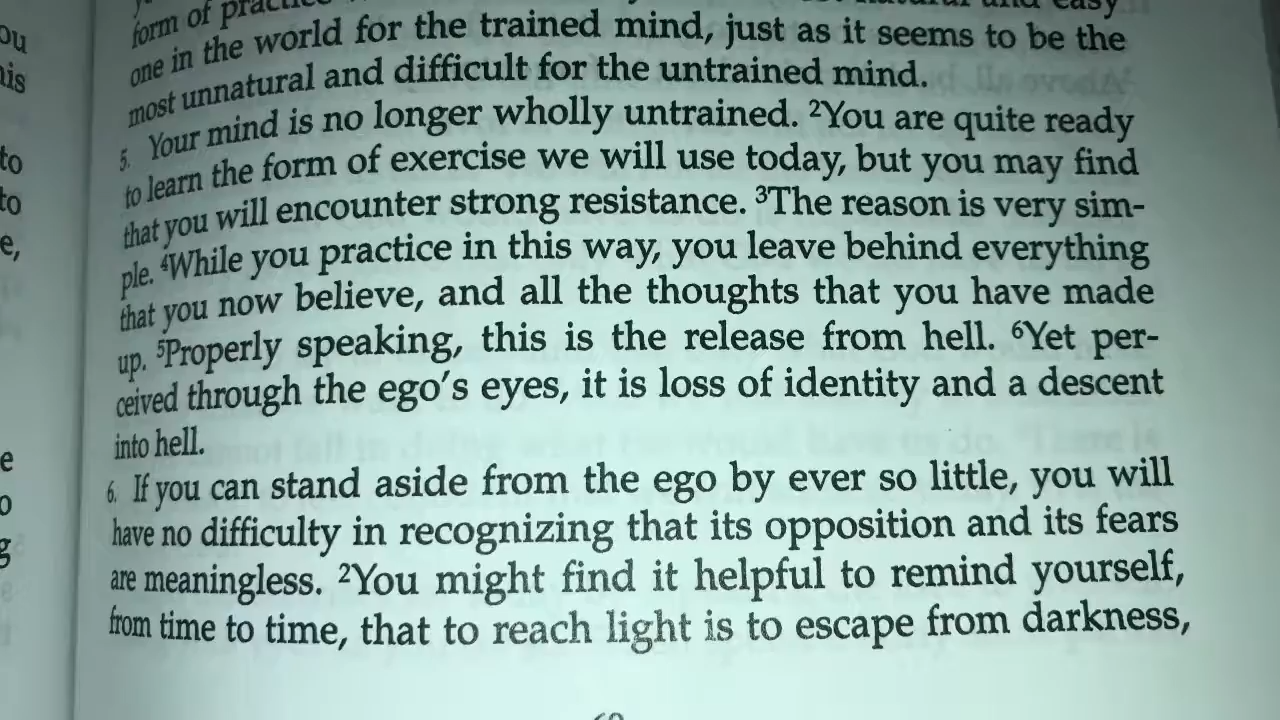 ou
his
to
to
e,
e
o
g
form of practice and easy
one in the world for the trained mind, just as it seems to be the
most unnatural and difficult for the untrained mind.
5. Your mind is no longer wholly untrained. ²You are quite ready
to learn the form of exercise we will use today, but you may find
that you will encounter strong resistance. ³The reason is very sim-
ple. ⁴While you practice in this way, you leave behind everything
that you now believe, and all the thoughts that you have made
up. ⁵Properly speaking, this is the release from hell. ⁶Yet per-
ceived through the ego's eyes, it is loss of identity and a descent
into hell.
6. If you can stand aside from the ego by ever so little, you will
have no difficulty in recognizing that its opposition and its fears
are meaningless. ²You might find it helpful to remind yourself,
from time to time, that to reach light is to escape from darkness,